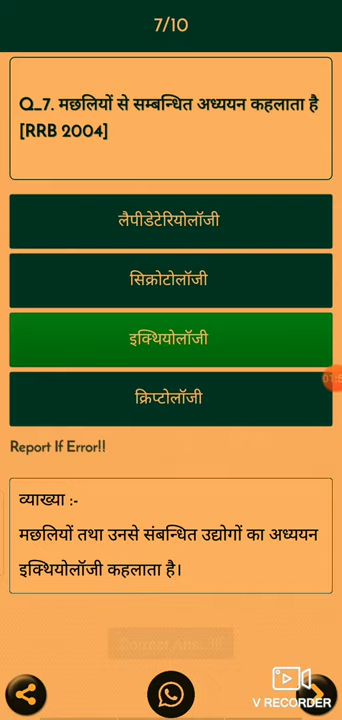 7/10
Q_7. मछलियों से सम्बन्धित अध्ययन कहलाता है
[RRB 2004]
लैपीडेटेरियोलॉजी
सिक्रोटोलॉजी
इक्थियोलॉजी
क्रिप्टोलॉजी
Report If Error!!
व्याख्या :-
मछलियों तथा उनसे संबन्धित उद्योगों का अध्ययन
इक्थियोलॉजी कहलाता है।
V RECORDER